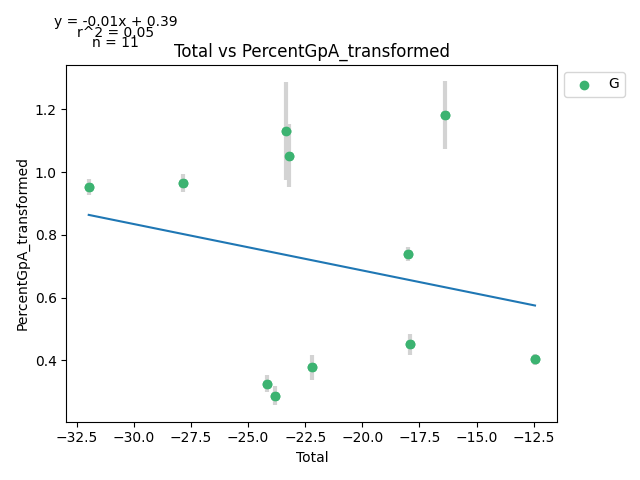 y = -0.01x + 0.39
r^2 = 0.05
n = 11
Total vs PercentGpA_transformed
G
PercentGpA_transformed
1.2
1.0
0.8
0.6
0.4
−32.5 −30.0 −27.5 −25.0 −22.5 −20.0 −17.5 −15.0 −12.5
Total